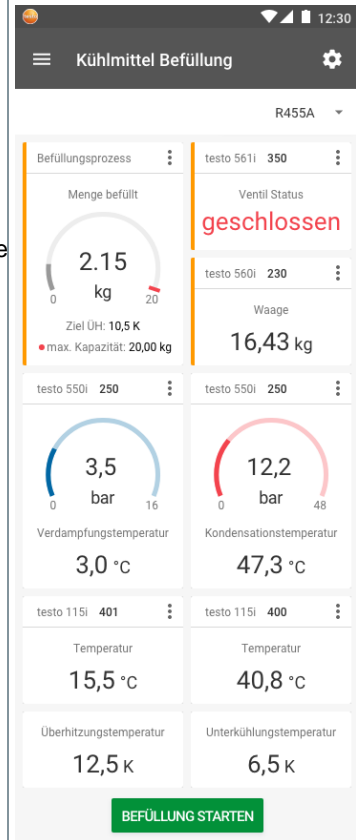 12:30
Kühlmittel Befüllung
R455A
Befüllungsprozess
Menge befüllt
2.15
kg
0
20
Ziel ÜH: 10,5 K
max. Kapazität: 20,00 kg
testo 561i 350
Ventil Status
geschlossen
testo 560i 230
Waage
16,43 kg
testo 550i 250
3,5
bar
0
16
Verdampfungstemperatur
3,0 °C
testo 550i 250
12,2
bar
0
48
Kondensationstemperatur
47,3 °C
testo 115i 401
Temperatur
15,5 °C
testo 115i 400
Temperatur
40,8 °C
Überhitzungstemperatur
12,5 K
Unterkühlungstemperatur
6,5 K
BEFÜLLUNG STARTEN